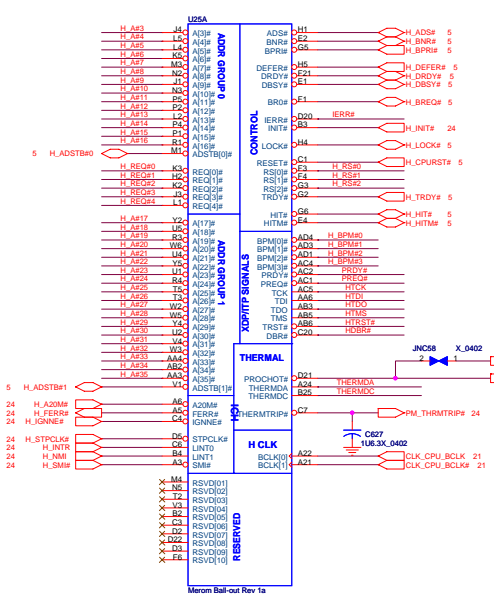 U25A
H_A#3 J4 A[3]# ADS# H1 H_ADS# 5
H_A#4 L5 A[4]# BNR# E2 H_BNR# 5
H_A#5 L4 A[5]# BPRI# G5 H_BPRI# 5
H_A#6 K5 A[6]#
H_A#7 M3 A[7]# DEFER# H5 H_DEFER# 5
H_A#8 N2 A[8]# DRDY# F21 H_DRDY# 5
H_A#9 J1 A[9]# DBSY# E1 H_DBSY# 5
H_A#10 N3 A[10]#
H_A#11 P5 A[11]# BR0# F1 H_BREQ# 5
H_A#12 P2 A[12]#
H_A#13 L2 A[13]# IERR# D20 IERR#
H_A#14 P4 A[14]# INIT# B3 H_INIT# 24
H_A#15 P1 A[15]#
H_A#16 R1 A[16]# LOCK# H4 H_LOCK# 5
5 H_ADSTB#0 M1 ADSTB[0]#
RESET# C1 H_CPURST# 5
H_REQ#0 K3 REQ[0]# RS[0]# F3 H_RS#0
H_REQ#1 H2 REQ[1]# RS[1]# F4 H_RS#1
H_REQ#2 K2 REQ[2]# RS[2]# G3 H_RS#2
H_REQ#3 J3 REQ[3]# TRDY# G2 H_TRDY# 5
H_REQ#4 L1 REQ[4]#
HIT# G6 H_HIT# 5
HITM# E4 H_HITM# 5
ADDR GROUP0
CONTROL
H_A#17 Y2 A[17]#
H_A#18 U5 A[18]#
H_A#19 R3 A[19]# BPM[0]# AD4 H_BPM#0
H_A#20 W6 A[20]# BPM[1]# AD3 H_BPM#1
H_A#21 U4 A[21]# BPM[2]# AD1 H_BPM#2
H_A#22 Y5 A[22]# BPM[3]# AC4 H_BPM#3
H_A#23 U1 A[23]# PRDY# AC2 PRDY#
H_A#24 R4 A[24]# PREQ# AC1 PREQ#
H_A#25 T5 A[25]# TCK AC5 HTCK
H_A#26 T3 A[26]# TDI AA6 HTDI
H_A#27 W2 A[27]# TDO AB3 HTDO
H_A#28 W5 A[28]# TMS AB5 HTMS
H_A#29 Y4 A[29]# TRST# AB6 HTRST#
H_A#30 U2 A[30]# DBR# C20 HDBR#
H_A#31 V4 A[31]#
H_A#32 W3 A[32]#
H_A#33 AA4 A[33]#
H_A#34 AB2 A[34]#
H_A#35 AA3 A[35]#
5 H_ADSTB#1 V1 ADSTB[1]#
ADDR GROUP1
XDP/ITP SIGNALS
THERMAL
JNC58 X_0402
2 1
PROCHOT# D21
THERMDA A24 THERMDA
THERMDC B25 THERMDC
THERMTRIP# C7 PM_THRMTRIP# 24
C627
1U6.3X_0402
24 H_A20M# A6 A20M#
24 H_FERR# A5 FERR#
24 H_IGNNE# C4 IGNNE#
ICH
24 H_STPCLK# D5 STPCLK#
24 H_INTR C6 LINT0
24 H_NMI B4 LINT1
24 H_SMI# A3 SMI#
H CLK
BCLK[0] A22 CLK_CPU_BCLK 21
BCLK[1] A21 CLK_CPU_BCLK# 21
M4 RSVD[01]
N5 RSVD[02]
T2 RSVD[03]
V3 RSVD[04]
B2 RSVD[05]
C3 RSVD[06]
D2 RSVD[07]
D22 RSVD[08]
D3 RSVD[09]
F6 RSVD[10]
RESERVED
Merom Ball-out Rev 1a